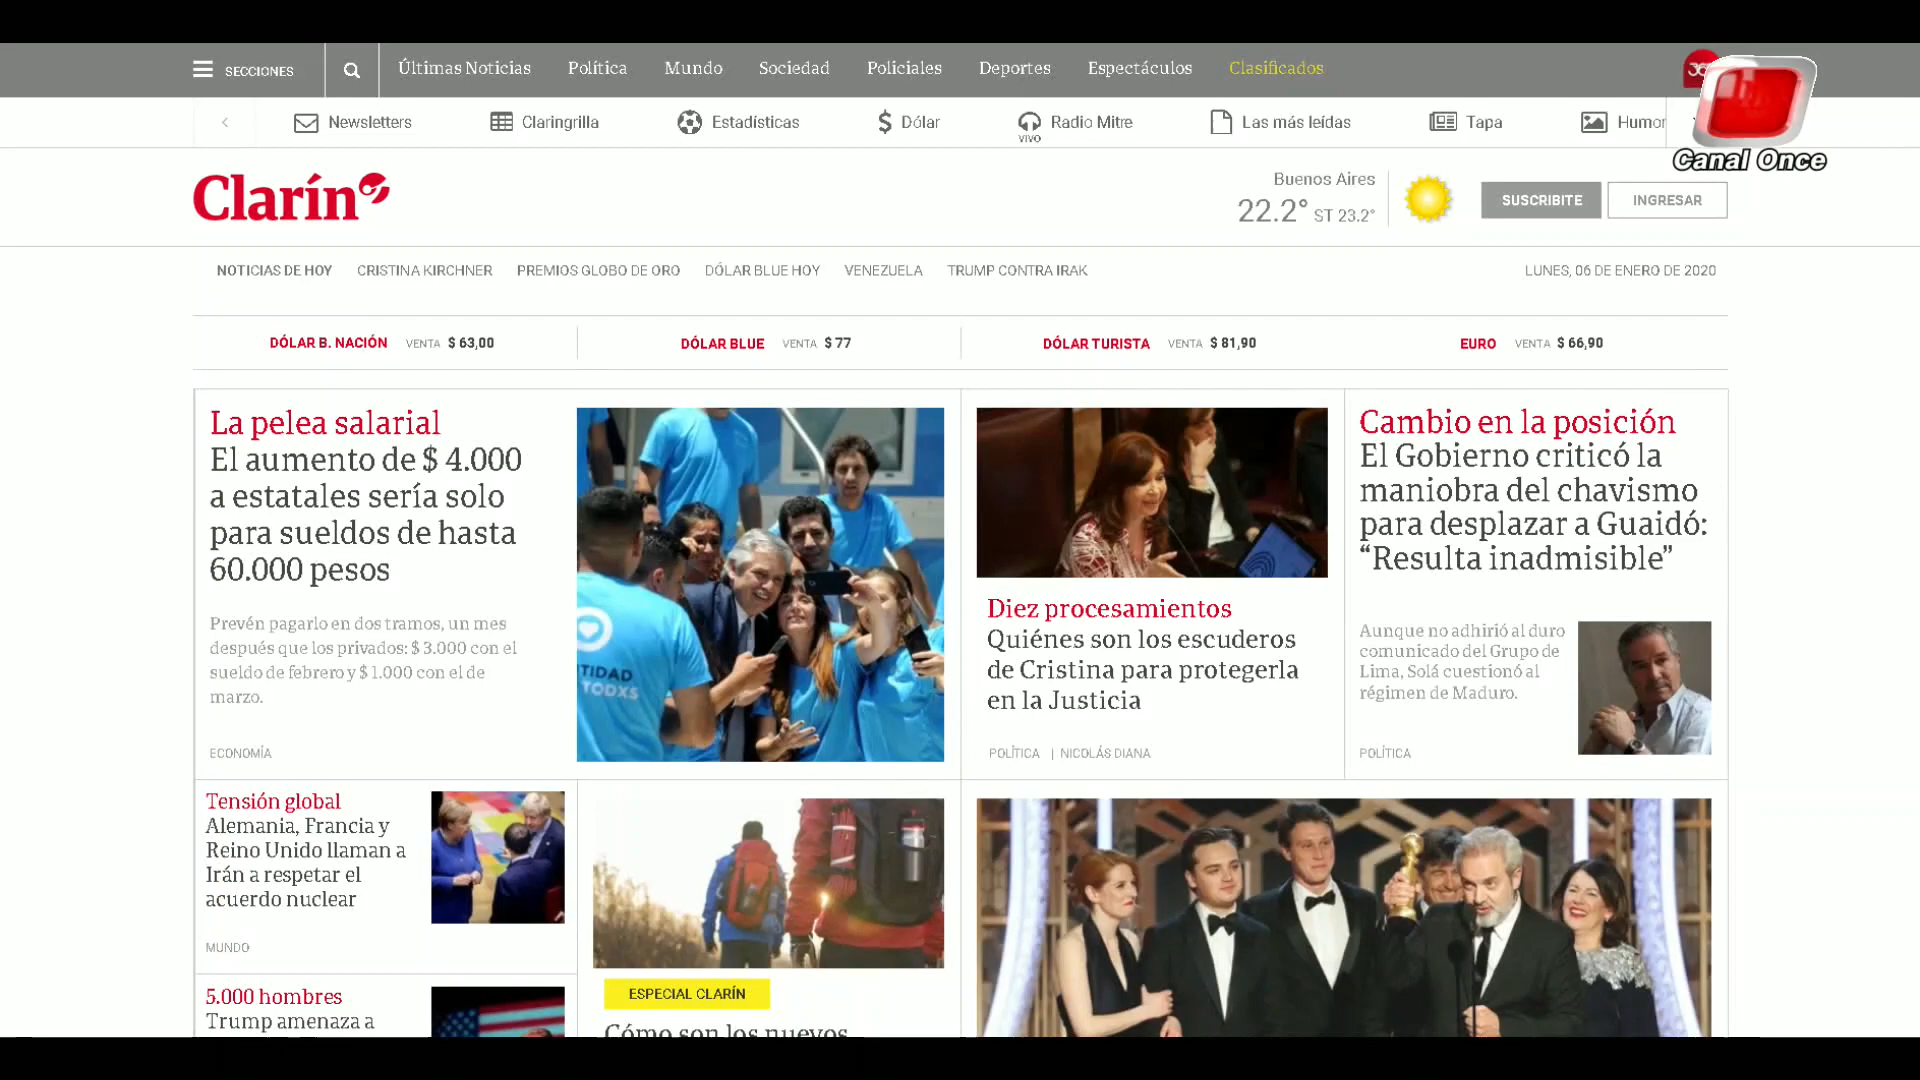 SECCIONES
Últimas Noticias
Política
Mundo
Sociedad
Policiales
Deportes
Espectáculos
Clasificados
Newsletters
Claringrilla
Estadísticas
Dólar
VIVO
Radio Mitre
Las más leídas
Tapa
Humor
Canal Once
Clarín
Buenos Aires
22.2° ST 23.2°
SUSCRIBITE
INGRESAR
NOTICIAS DE HOY
CRISTINA KIRCHNER
PREMIOS GLOBO DE ORO
DÓLAR BLUE HOY
VENEZUELA
TRUMP CONTRA IRAK
LUNES, 06 DE ENERO DE 2020
DÓLAR B. NACIÓN VENTA $ 63,00
DÓLAR BLUE VENTA $ 77
DÓLAR TURISTA VENTA $ 81,90
EURO VENTA $ 66,90
La pelea salarial
El aumento de $ 4.000
a estatales sería solo
para sueldos de hasta
60.000 pesos
Prevén pagarlo en dos tramos, un mes
después que los privados: $ 3.000 con el
sueldo de febrero y $ 1.000 con el de
marzo.
ECONOMÍA
TIDAD
TODXS
Diez procesamientos
Quiénes son los escuderos
de Cristina para protegerla
en la Justicia
POLÍTICA | NICOLÁS DIANA
Cambio en la posición
El Gobierno criticó la
maniobra del chavismo
para desplazar a Guaidó:
“Resulta inadmisible”
Aunque no adhirió al duro
comunicado del Grupo de
Lima, Solá cuestionó al
régimen de Maduro.
POLÍTICA
Tensión global
Alemania, Francia y
Reino Unido llaman a
Irán a respetar el
acuerdo nuclear
MUNDO
5.000 hombres
Trump amenaza a
ESPECIAL CLARÍN
Cómo son los nuevos